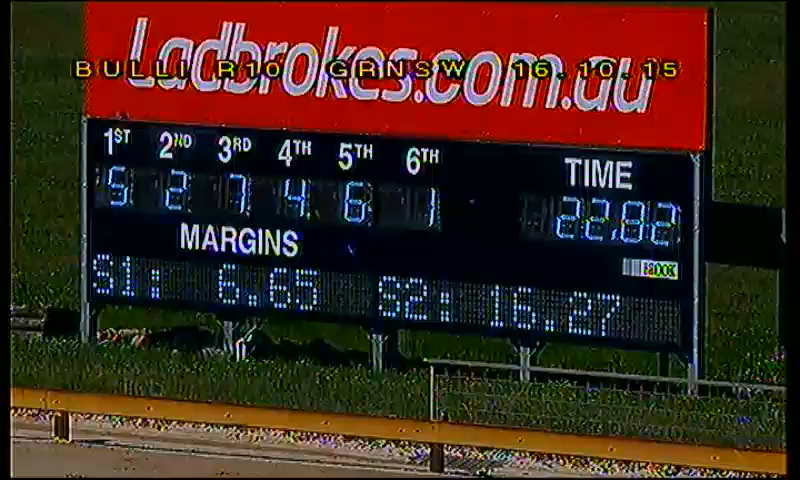 Ladbrokes.com.au
BULLI R10 GRNSW 16.10.15
1ST 2ND 3RD 4TH 5TH 6TH TIME
5 2 7 4 6 1 22.82
MARGINS
S1: 6.65 S2: 16.27